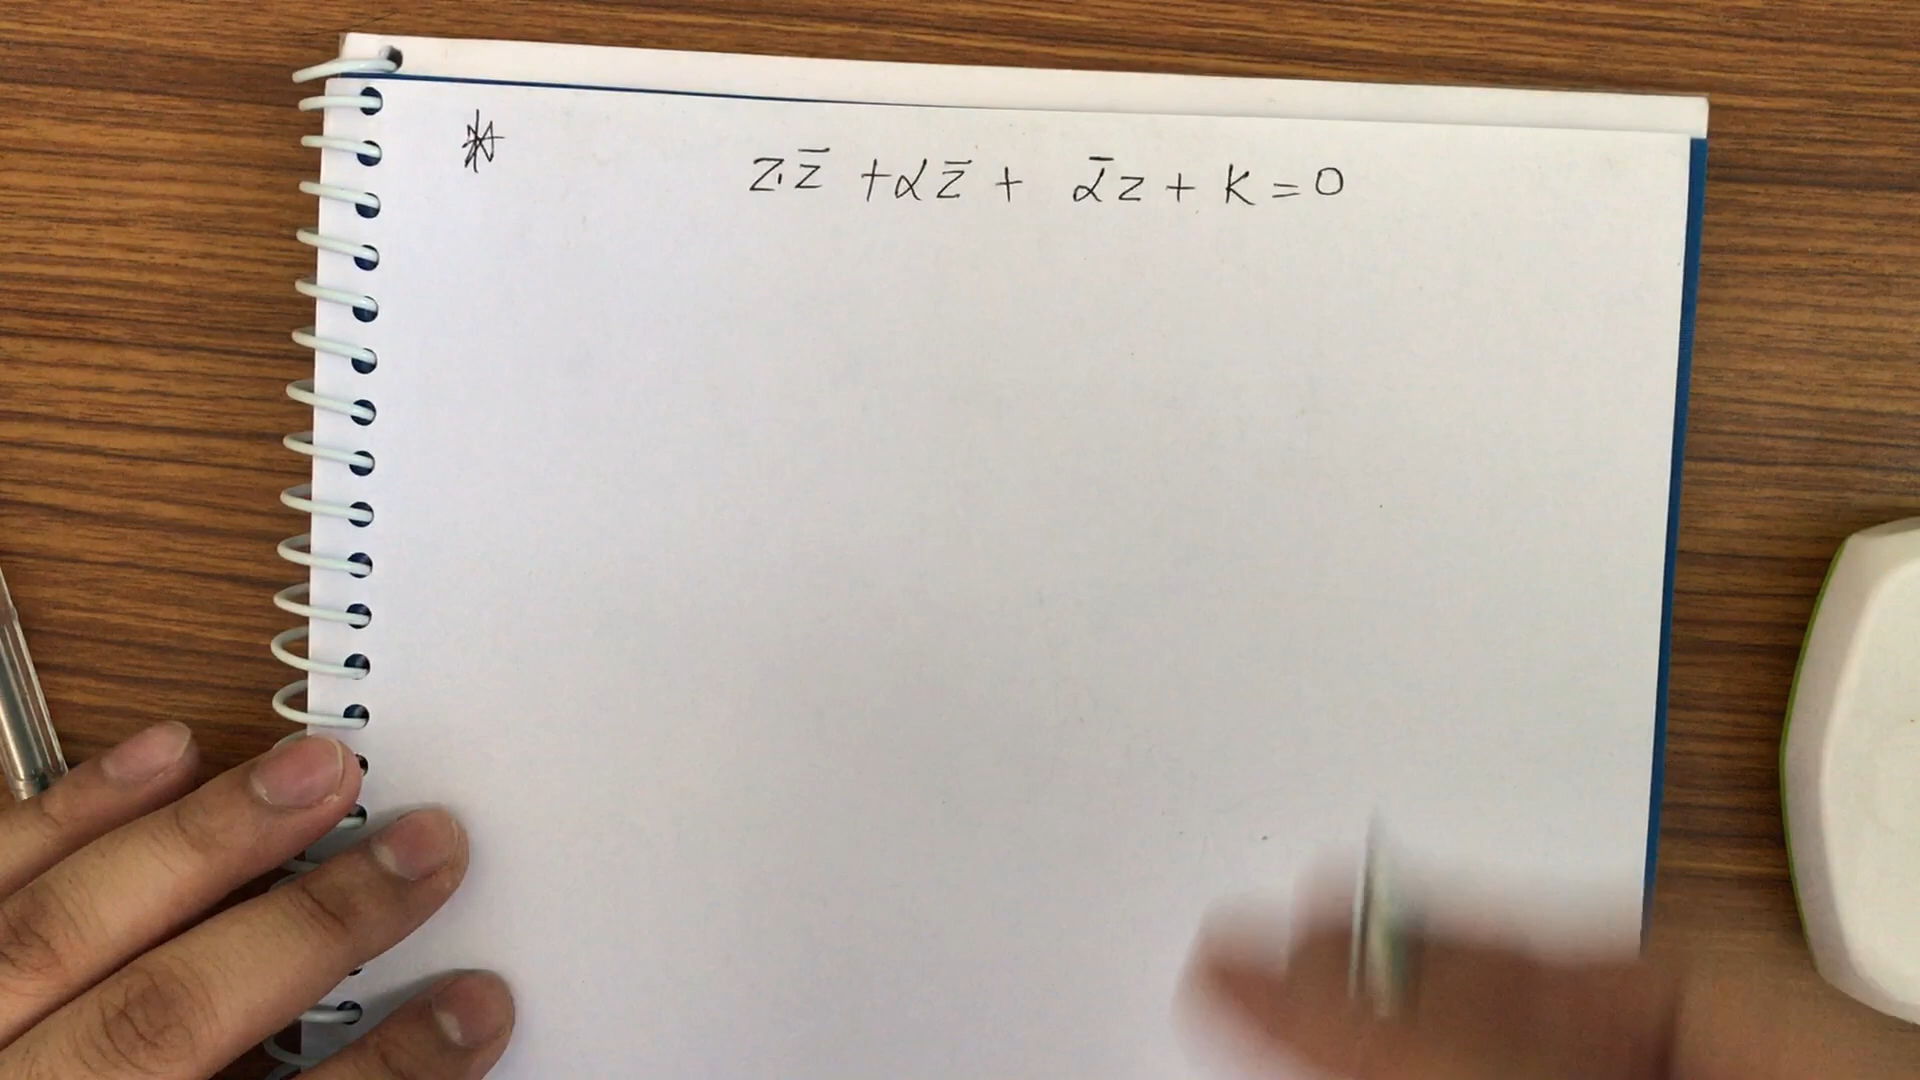 * z.z̄ + αz̄ + ᾱz + k = 0